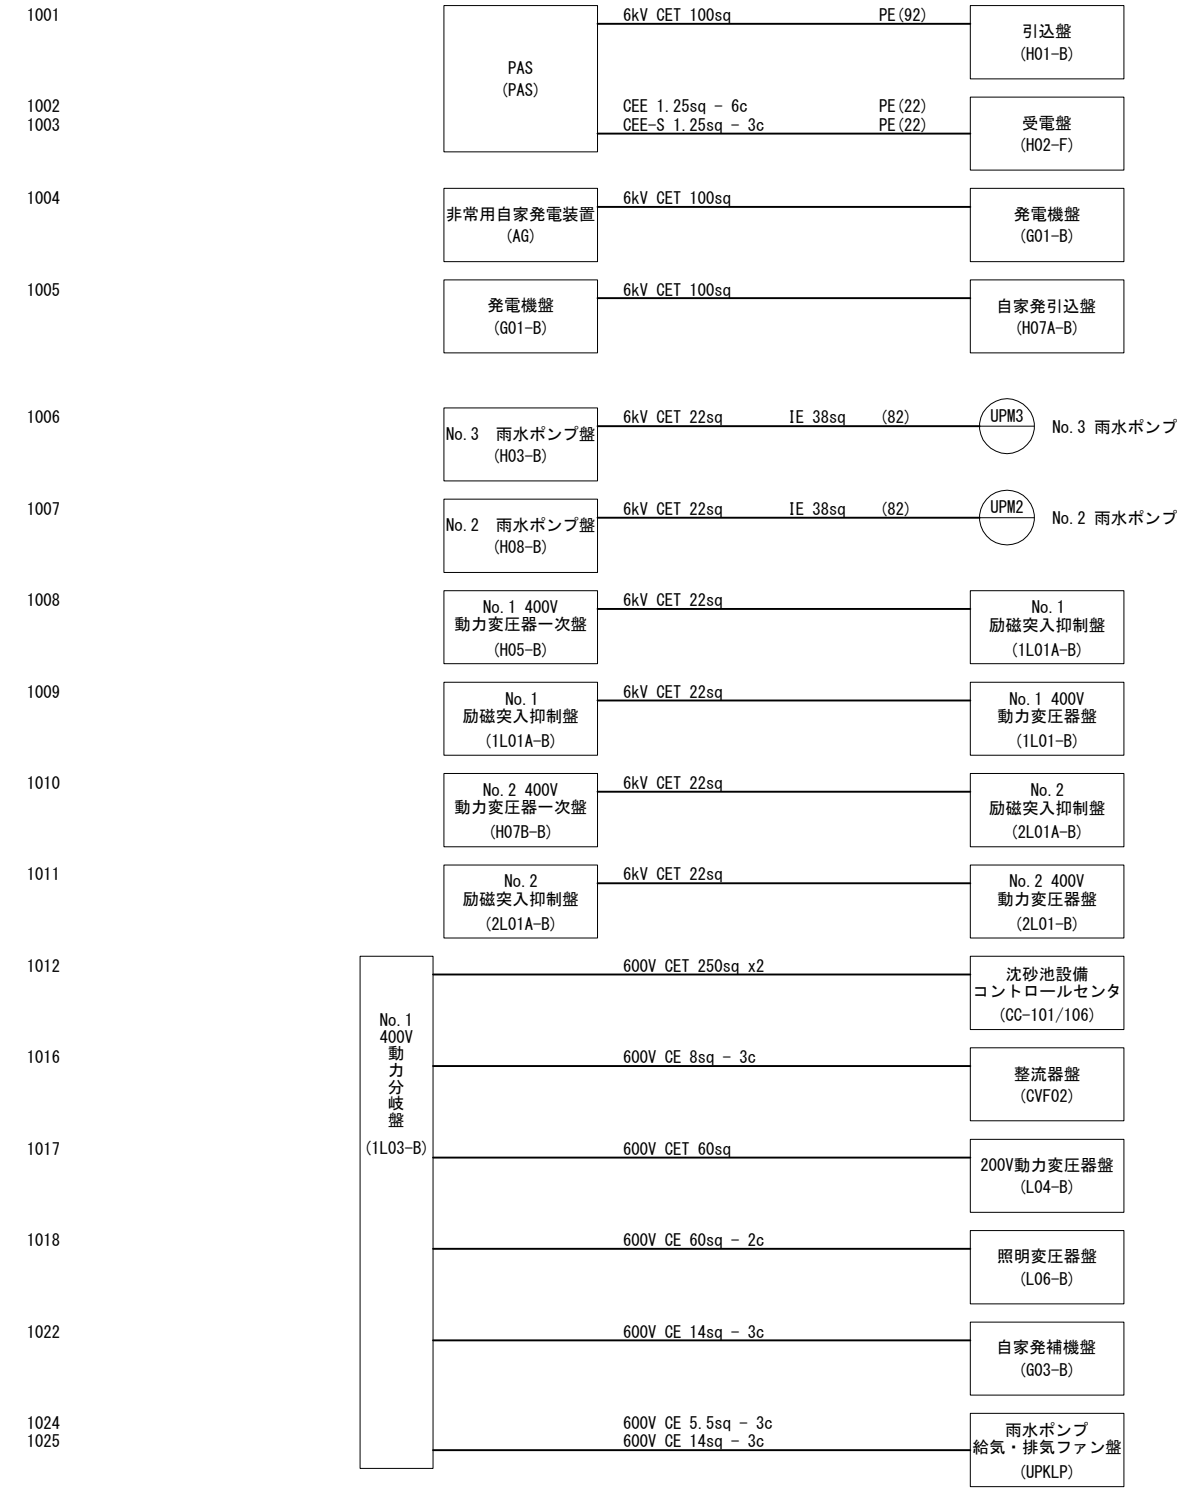 1001
6kV CET 100sq
PE(92)
PAS
(PAS)
引込盤
(H01-B)
1002
CEE 1.25sq - 6c
PE(22)
1003
CEE-S 1.25sq - 3c
PE(22)
受電盤
(H02-F)
1004
6kV CET 100sq
非常用自家発電装置
(AG)
発電機盤
(G01-B)
1005
6kV CET 100sq
発電機盤
(G01-B)
自家発引込盤
(H07A-B)
1006
6kV CET 22sq
IE 38sq
(82)
No.3 雨水ポンプ盤
(H03-B)
UPM3
No.3 雨水ポンプ
1007
6kV CET 22sq
IE 38sq
(82)
No.2 雨水ポンプ盤
(H08-B)
UPM2
No.2 雨水ポンプ
1008
6kV CET 22sq
No.1 400V
動力変圧器一次盤
(H05-B)
No.1
励磁突入抑制盤
(1L01A-B)
1009
6kV CET 22sq
No.1
励磁突入抑制盤
(1L01A-B)
No.1 400V
動力変圧器盤
(1L01-B)
1010
6kV CET 22sq
No.2 400V
動力変圧器一次盤
(H07B-B)
No.2
励磁突入抑制盤
(2L01A-B)
1011
6kV CET 22sq
No.2
励磁突入抑制盤
(2L01A-B)
No.2 400V
動力変圧器盤
(2L01-B)
No.1
400V
動力分岐盤
(1L03-B)
1012
600V CET 250sq x2
沈砂池設備
コントロールセンタ
(CC-101/106)
1016
600V CE 8sq - 3c
整流器盤
(CVF02)
1017
600V CET 60sq
200V動力変圧器盤
(L04-B)
1018
600V CE 60sq - 2c
照明変圧器盤
(L06-B)
1022
600V CE 14sq - 3c
自家発補機盤
(G03-B)
1024
600V CE 5.5sq - 3c
1025
600V CE 14sq - 3c
雨水ポンプ
給気・排気ファン盤
(UPKLP)